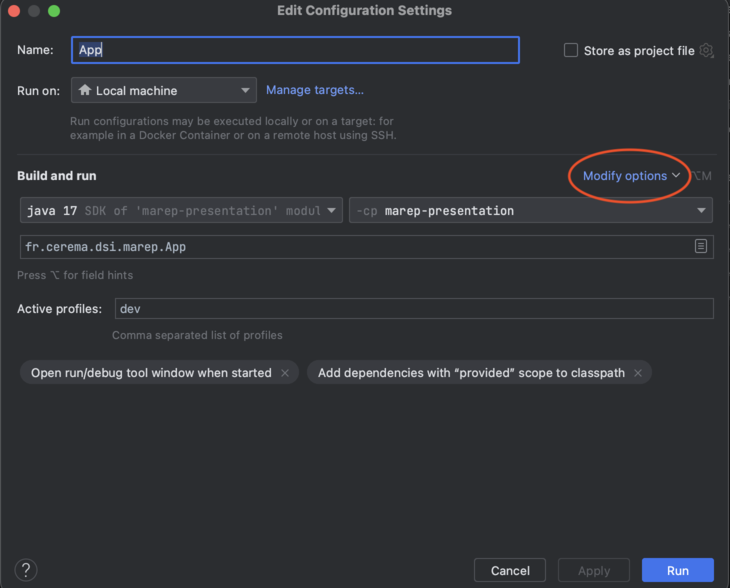 Edit Configuration Settings
Name: App Store as project file
Run on: Local machine Manage targets...
Run configurations may be executed locally or on a target: for
example in a Docker Container or on a remote host using SSH.
Build and run Modify options ⌥M
java 17 SDK of 'marep-presentation' modul -cp marep-presentation
fr.cerema.dsi.marep.App
Press ⌥ for field hints
Active profiles: dev
Comma separated list of profiles
Open run/debug tool window when started × Add dependencies with “provided” scope to classpath ×
? Cancel Apply Run